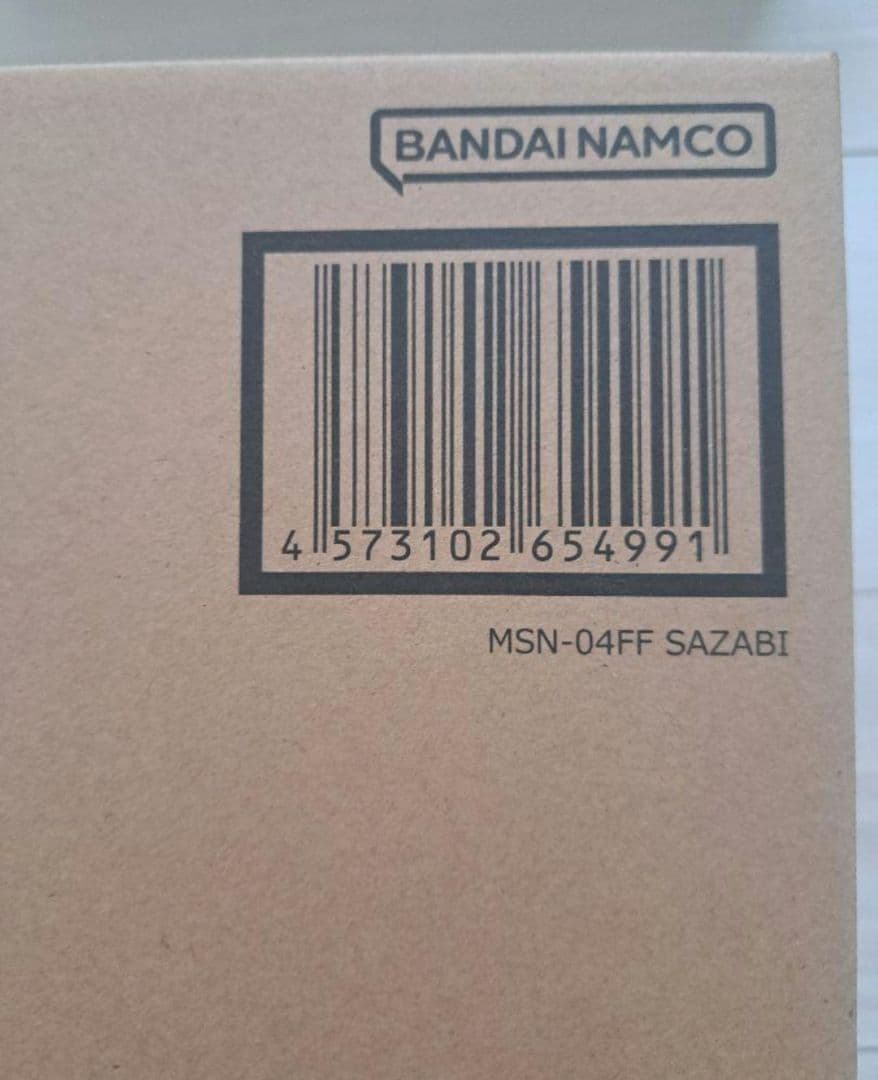 BANDAI NAMCO
4 573102 654991
MSN-04FF SAZABI